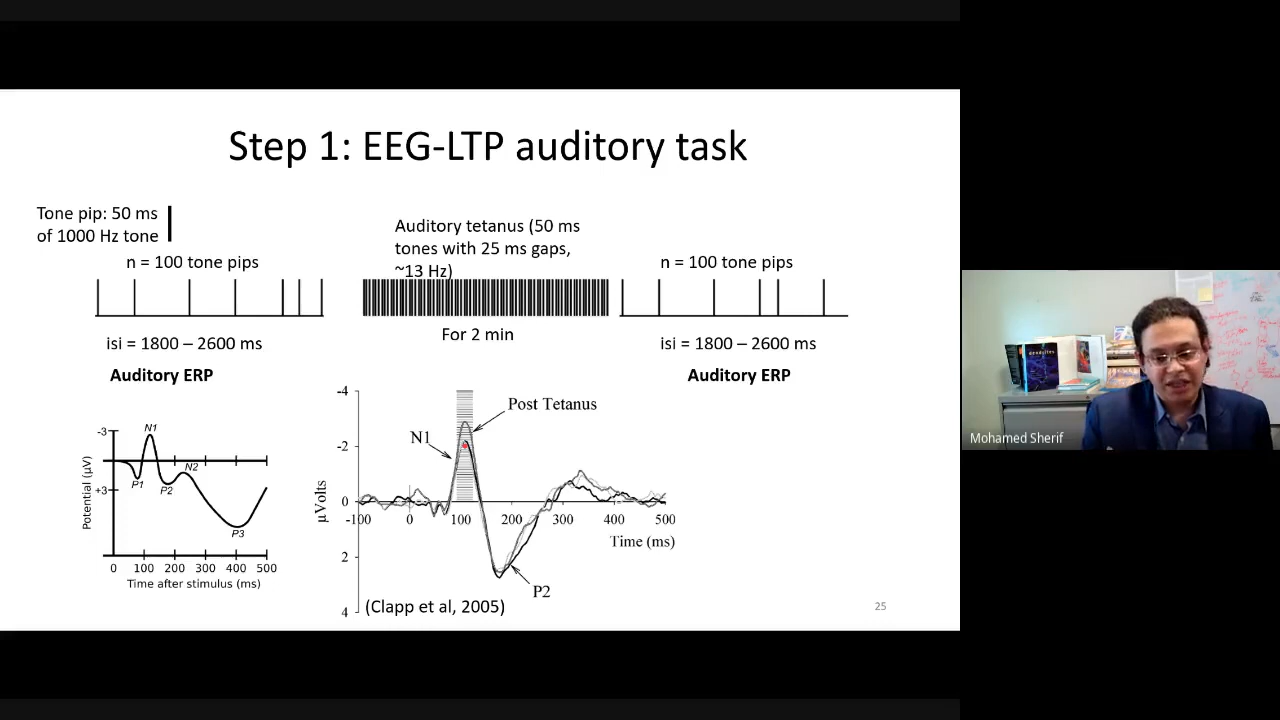 Step 1: EEG-LTP auditory task
Tone pip: 50 ms
of 1000 Hz tone
n = 100 tone pips
isi = 1800 – 2600 ms
Auditory ERP
Auditory tetanus (50 ms
tones with 25 ms gaps,
~13 Hz)
For 2 min
n = 100 tone pips
isi = 1800 – 2600 ms
Auditory ERP
-3
+3
Potential (µV)
N1
P1
P2
N2
P3
0 100 200 300 400 500
Time after stimulus (ms)
-4
-2
0
2
4
µVolts
Post Tetanus
N1
-100 0 100 200 300 400 500
Time (ms)
P2
(Clapp et al, 2005)
25
Mohamed Sherif